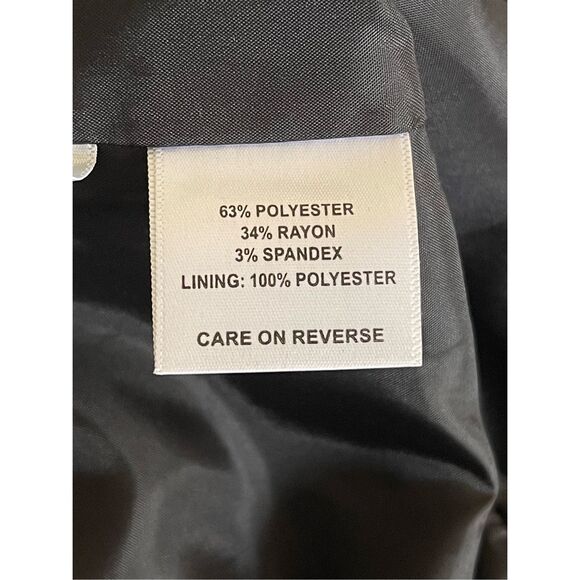 63% POLYESTER
34% RAYON
3% SPANDEX
LINING: 100% POLYESTER
CARE ON REVERSE